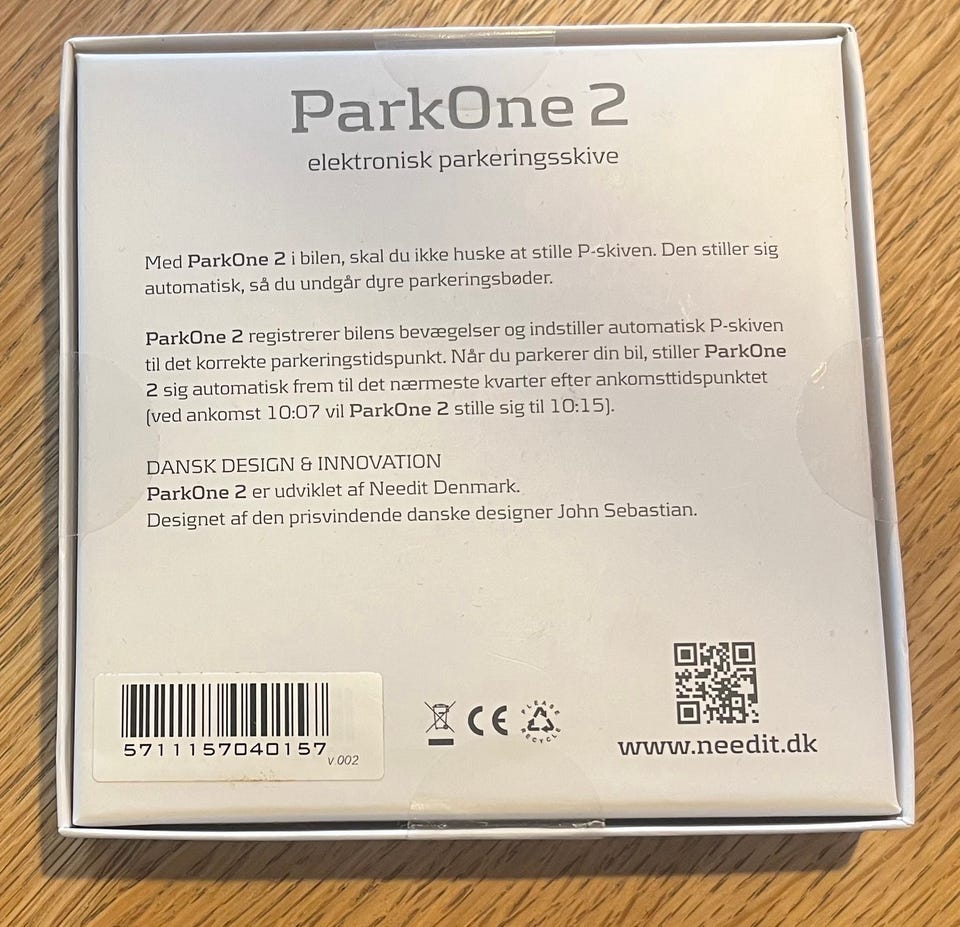 ParkOne 2
elektronisk parkeringsskive
Med ParkOne 2 i bilen, skal du ikke huske at stille P-skiven. Den stiller sig
automatisk, så du undgår dyre parkeringsbøder.
ParkOne 2 registrerer bilens bevægelser og indstiller automatisk P-skiven
til det korrekte parkeringstidspunkt. Når du parkerer din bil, stiller ParkOne
2 sig automatisk frem til det nærmeste kvarter efter ankomsttidspunktet
(ved ankomst 10:07 vil ParkOne 2 stille sig til 10:15).
DANSK DESIGN & INNOVATION
ParkOne 2 er udviklet af Needit Denmark.
Designet af den prisvindende danske designer John Sebastian.
5711157040157
v.002
CE
PLEASE
RECYCLE
www.needit.dk